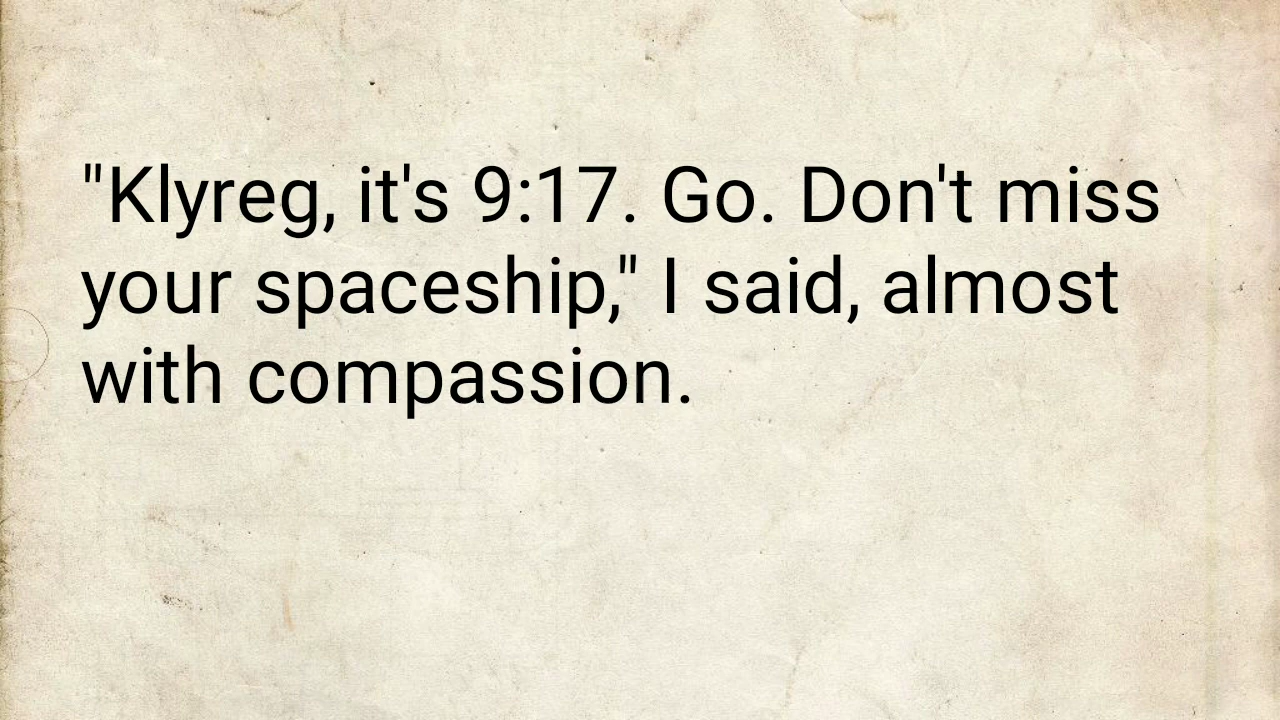 "Klyreg, it's 9:17. Go. Don't miss
your spaceship," I said, almost
with compassion.